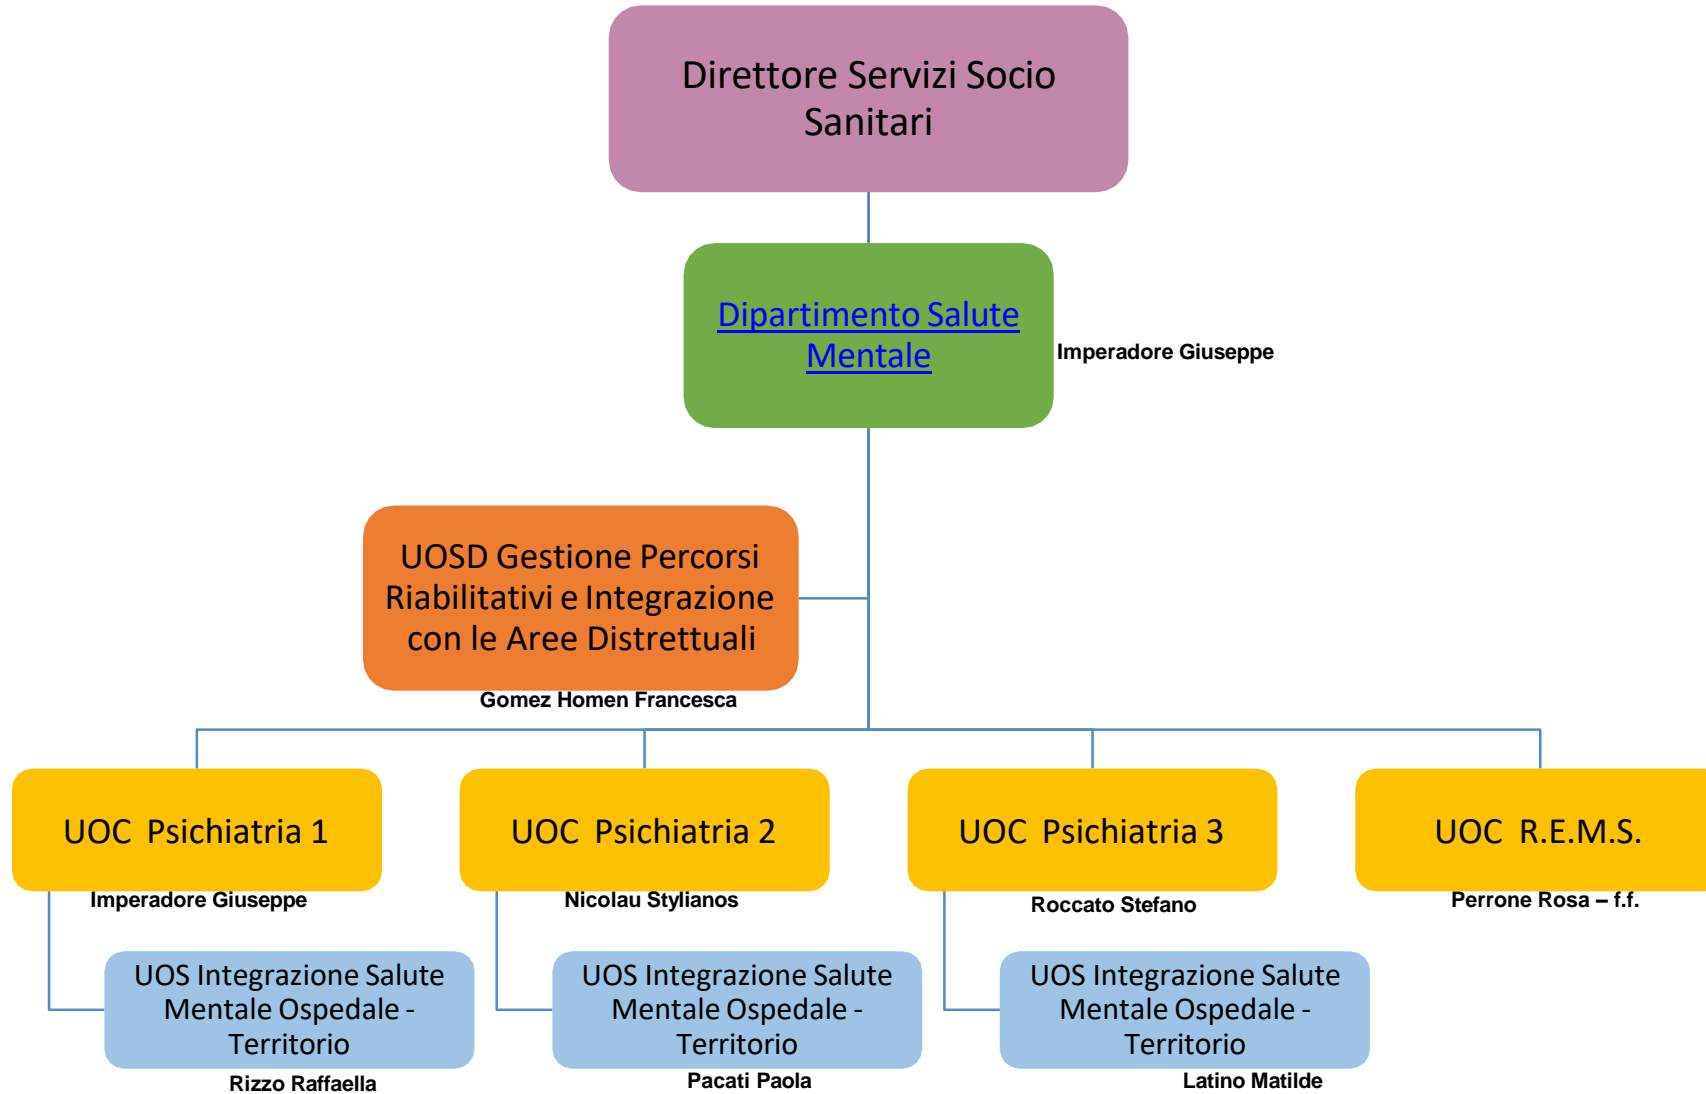 Direttore Servizi Socio
Sanitari
Dipartimento Salute
Mentale
Imperadore Giuseppe
UOSD Gestione Percorsi
Riabilitativi e Integrazione
con le Aree Distrettuali
Gomez Homen Francesca
UOC Psichiatria 1
Imperadore Giuseppe
UOS Integrazione Salute
Mentale Ospedale -
Territorio
Rizzo Raffaella
UOC Psichiatria 2
Nicolau Stylianos
UOS Integrazione Salute
Mentale Ospedale -
Territorio
Pacati Paola
UOC Psichiatria 3
Roccato Stefano
UOS Integrazione Salute
Mentale Ospedale -
Territorio
Latino Matilde
UOC R.E.M.S.
Perrone Rosa – f.f.